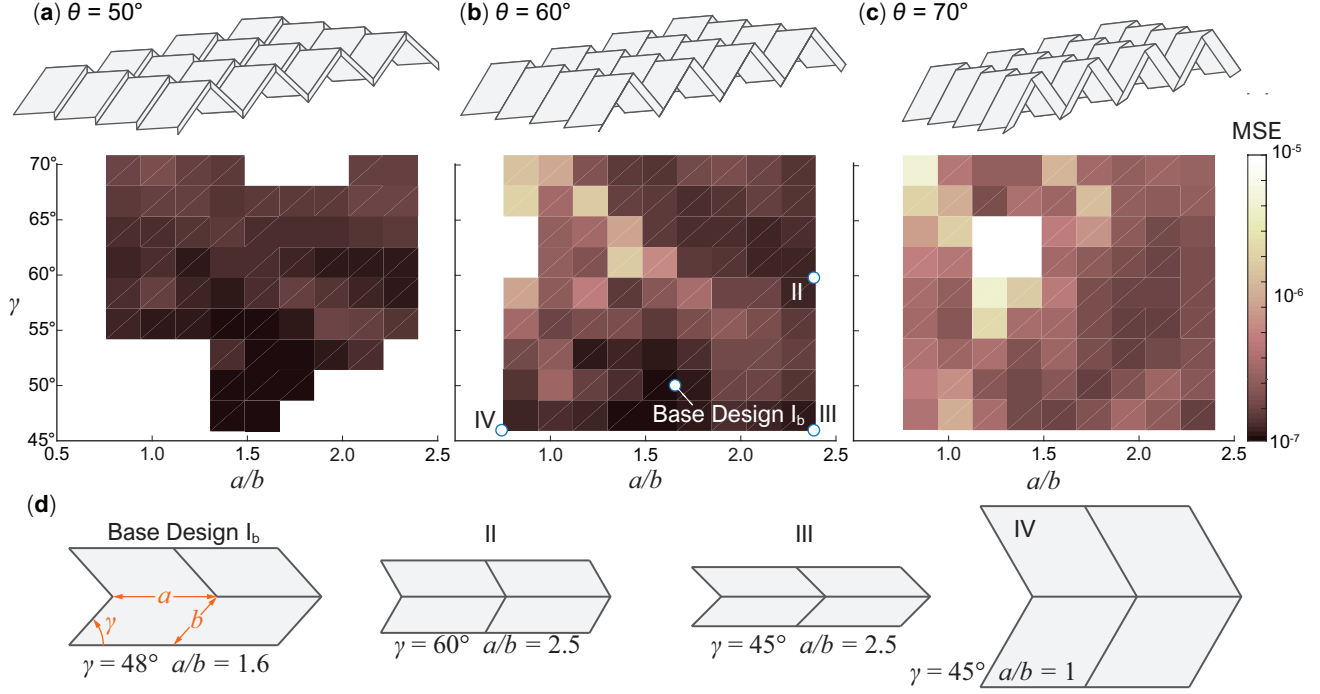 (a) θ = 50°
(b) θ = 60°
(c) θ = 70°
MSE
70°
65°
60°
γ
55°
50°
45°
0.5 1.0 1.5 2.0 2.5
a/b
II
Base Design I_b
III
IV
1.0 1.5 2.0 2.5
a/b
1.0 1.5 2.0 2.5
a/b
10^-5
10^-6
10^-7
(d)
Base Design I_b
a
b
γ
γ = 48° a/b = 1.6
II
γ = 60° a/b = 2.5
III
γ = 45° a/b = 2.5
IV
γ = 45° a/b = 1